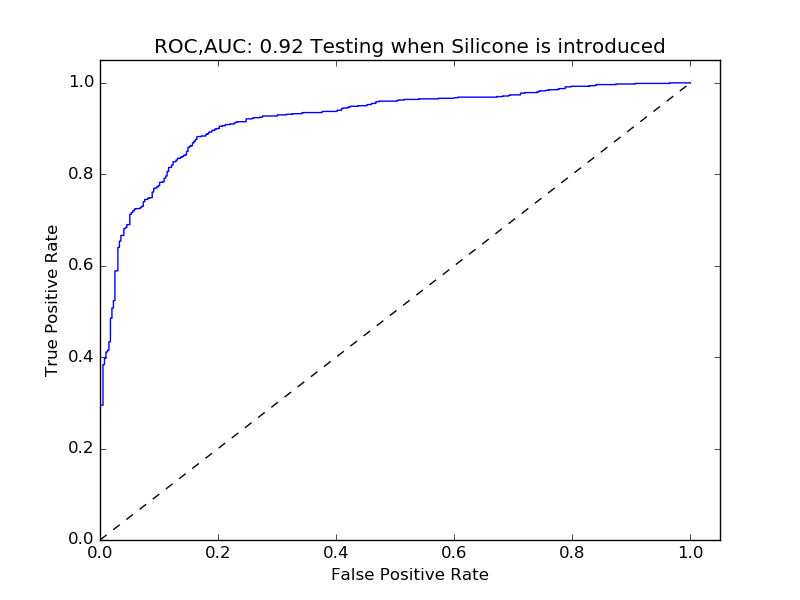 ROC,AUC: 0.92 Testing when Silicone is introduced
1.0
0.8
0.6
0.4
0.2
0.0
True Positive Rate
0.0 0.2 0.4 0.6 0.8 1.0
False Positive Rate